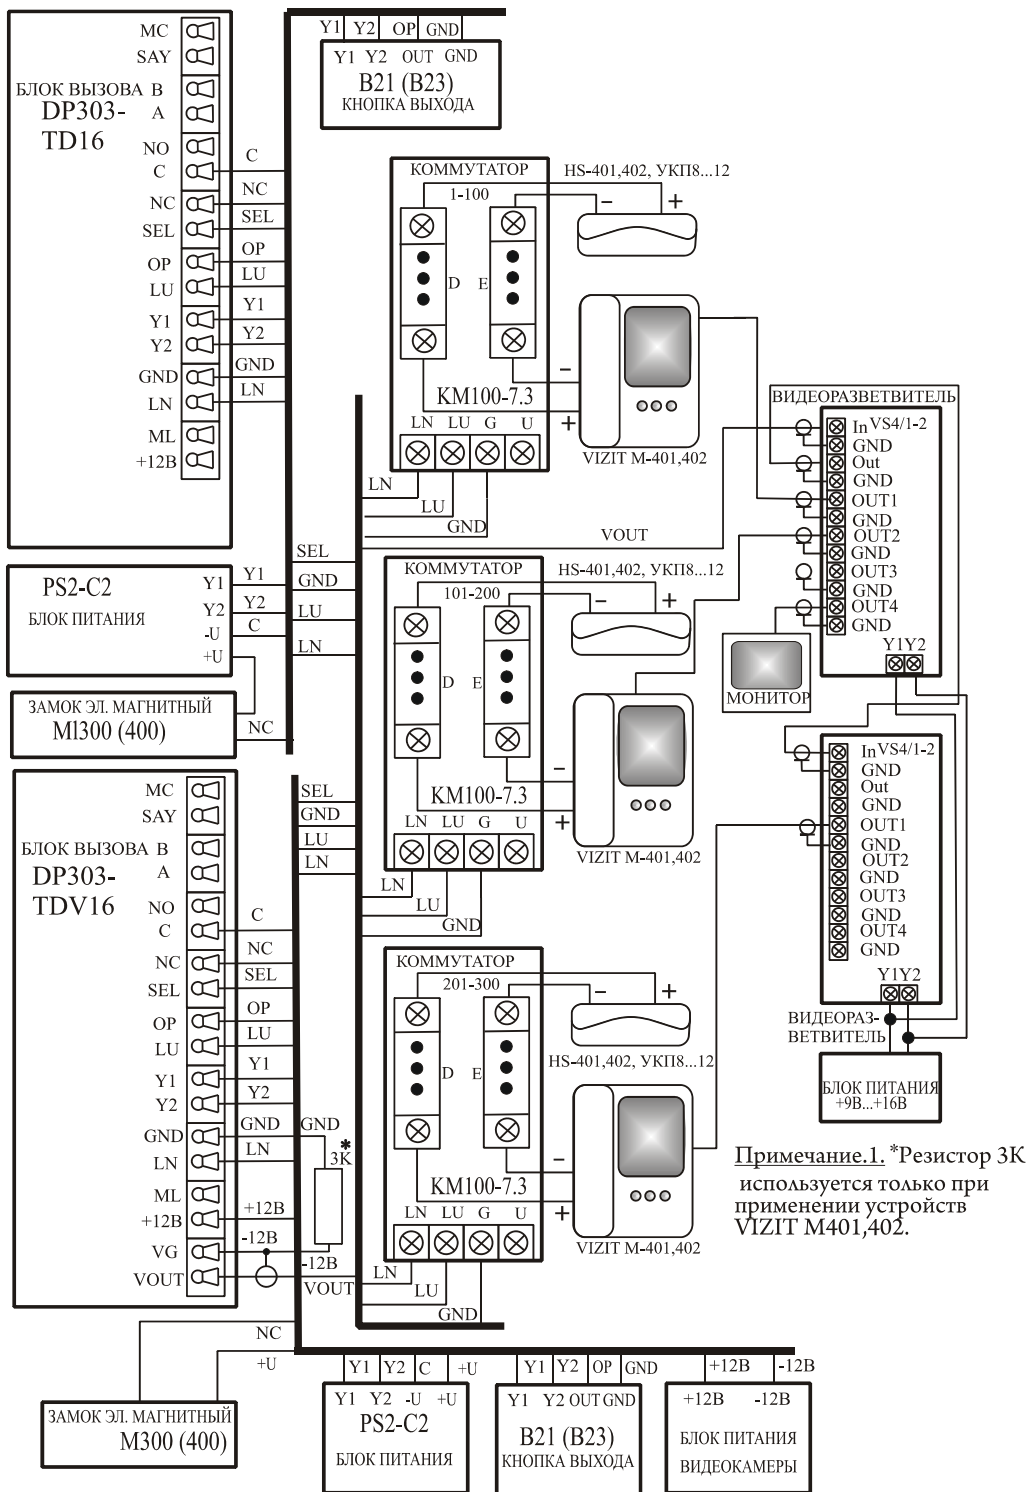 MC
SAY
БЛОК ВЫЗОВА B
DP303-
A
TD16
NO
C
NC
SEL
OP
LU
Y1
Y2
GND
LN
ML
+12В
C
NC
SEL
OP
LU
Y1
Y2
GND
LN
Y1 Y2 OP GND
Y1 Y2 OUT GND
B21 (B23)
КНОПКА ВЫХОДА
КОММУТАТОР
1-100
HS-401,402, УКП8...12
- +
D E
-
KM100-7.3
+
LN LU G U
VIZIT M-401,402
LN
LU
GND
VOUT
ВИДЕОРАЗВЕТВИТЕЛЬ
In VS4/1-2
GND
Out
GND
OUT1
GND
OUT2
GND
OUT3
GND
OUT4
GND
Y1Y2
МОНИТОР
PS2-C2
БЛОК ПИТАНИЯ
Y1 Y1
Y2 Y2
-U C
+U
ЗАМОК ЭЛ. МАГНИТНЫЙ
Ml300 (400)
NC
SEL
GND
LU
LN
КОММУТАТОР
101-200
HS-401,402, УКП8...12
- +
D E
-
KM100-7.3
+
LN LU G U
VIZIT M-401,402
LN
LU
GND
In VS4/1-2
GND
Out
GND
OUT1
GND
OUT2
GND
OUT3
GND
OUT4
GND
Y1Y2
ВИДЕОРАЗ-
ВЕТВИТЕЛЬ
БЛОК ПИТАНИЯ
+9В...+16В
MC
SAY
БЛОК ВЫЗОВА B
DP303-
A
TDV16
NO
C
NC
SEL
OP
LU
Y1
Y2
GND
LN
ML
+12В
VG
VOUT
SEL
GND
LU
LN
C
NC
SEL
OP
LU
Y1
Y2
GND GND
LN
*
3K
+12В
-12В
-12В
VOUT
КОММУТАТОР
201-300
- +
HS-401,402, УКП8...12
D E
-
KM100-7.3
+
LN LU G U
VIZIT M-401,402
LN
LU
GND
Примечание.1. *Резистор 3К
используется только при
применении устройств
VIZIT M401,402.
NC
+U
ЗАМОК ЭЛ. МАГНИТНЫЙ
M300 (400)
Y1 Y2 C +U
Y1 Y2 -U +U
PS2-C2
БЛОК ПИТАНИЯ
Y1 Y2 OP GND
Y1 Y2 OUT GND
B21 (B23)
КНОПКА ВЫХОДА
+12В -12В
+12В -12В
БЛОК ПИТАНИЯ
ВИДЕОКАМЕРЫ